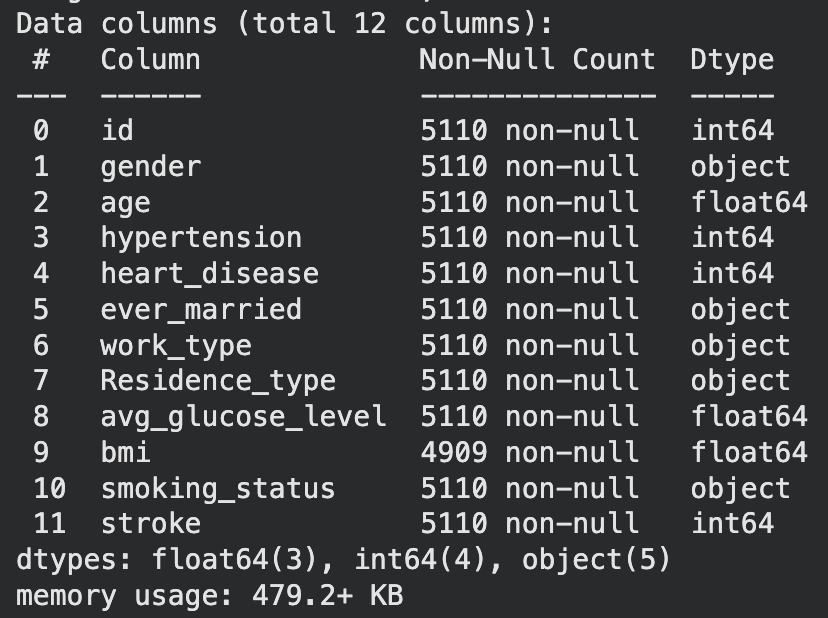 Data columns (total 12 columns):
 #   Column             Non-Null Count  Dtype
---  ------             --------------  -----
 0   id                 5110 non-null   int64
 1   gender             5110 non-null   object
 2   age                5110 non-null   float64
 3   hypertension       5110 non-null   int64
 4   heart_disease      5110 non-null   int64
 5   ever_married       5110 non-null   object
 6   work_type          5110 non-null   object
 7   Residence_type     5110 non-null   object
 8   avg_glucose_level  5110 non-null   float64
 9   bmi                4909 non-null   float64
 10  smoking_status     5110 non-null   object
 11  stroke             5110 non-null   int64
dtypes: float64(3), int64(4), object(5)
memory usage: 479.2+ KB